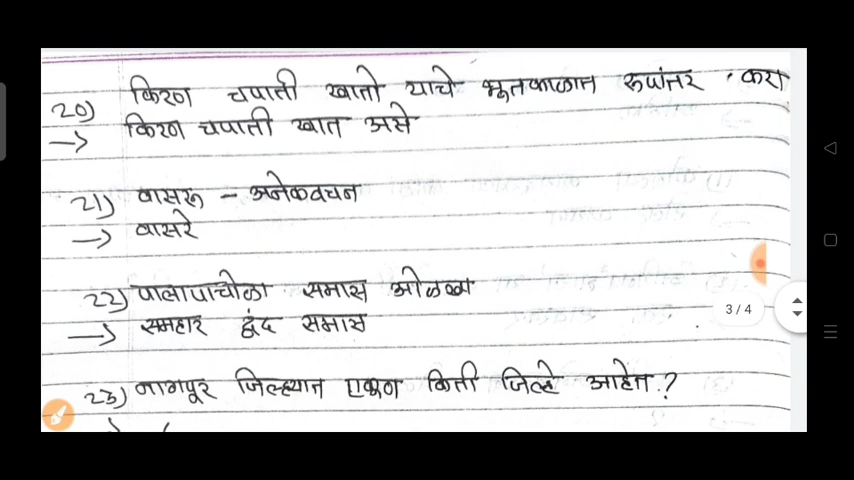 20) किरण चपाती खातो याचे भूतकाळात रुपांतर करा
→ किरण चपाती खात असे
21) वासरू – अनेकवचन
→ वासरे
22) पालापाचोळा समास ओळखा
→ समहार द्वंद समास
3/4
23) नागपूर जिल्ह्यात एकूण किती जिल्हे आहेत?